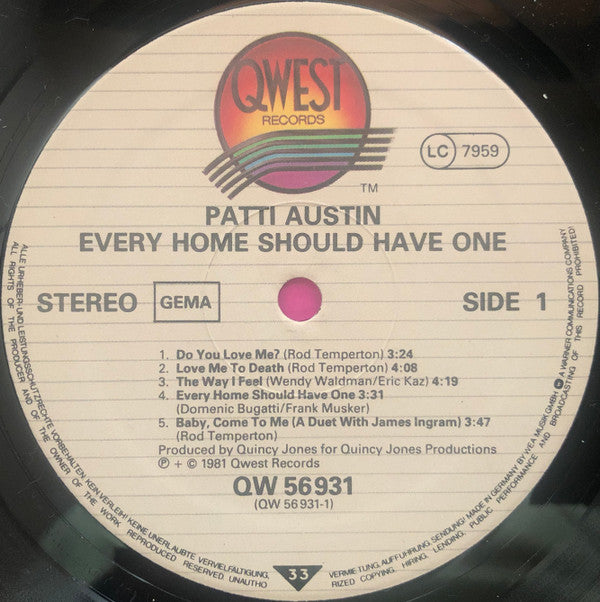 QWEST
RECORDS
TM
LC 7959
PATTI AUSTIN
EVERY HOME SHOULD HAVE ONE
STEREO GEMA SIDE 1
1. Do You Love Me? (Rod Temperton) 3:24
2. Love Me To Death (Rod Temperton) 4:08
3. The Way I Feel (Wendy Waldman/Eric Kaz) 4:19
4. Every Home Should Have One 3:31
(Domenic Bugatti/Frank Musker)
5. Baby, Come To Me (A Duet With James Ingram) 3:47
(Rod Temperton)
Produced by Quincy Jones for Quincy Jones Productions
Ⓟ + © 1981 Qwest Records
QW 56 931
(QW 56 931-1)
33
ALLE URHEBER- UND LEISTUNGSSCHUTZRECHTE VORBEHALTEN. KEIN VERLEIH! KEINE UNERLAUBTE VERVIELFALTIGUNG, VERMIETUNG, AUFFUHRUNG, SENDUNG! MADE IN GERMANY BY WEA MUSIK GMBH A WARNER COMMUNICATIONS COMPANY
ALL RIGHTS OF THE PRODUCER AND OF THE OWNER OF THE WORK REPRODUCED RESERVED. UNAUTHORIZED COPYING, HIRING, LENDING, PUBLIC PERFORMANCE AND BROADCASTING OF THIS RECORD PROHIBITED!